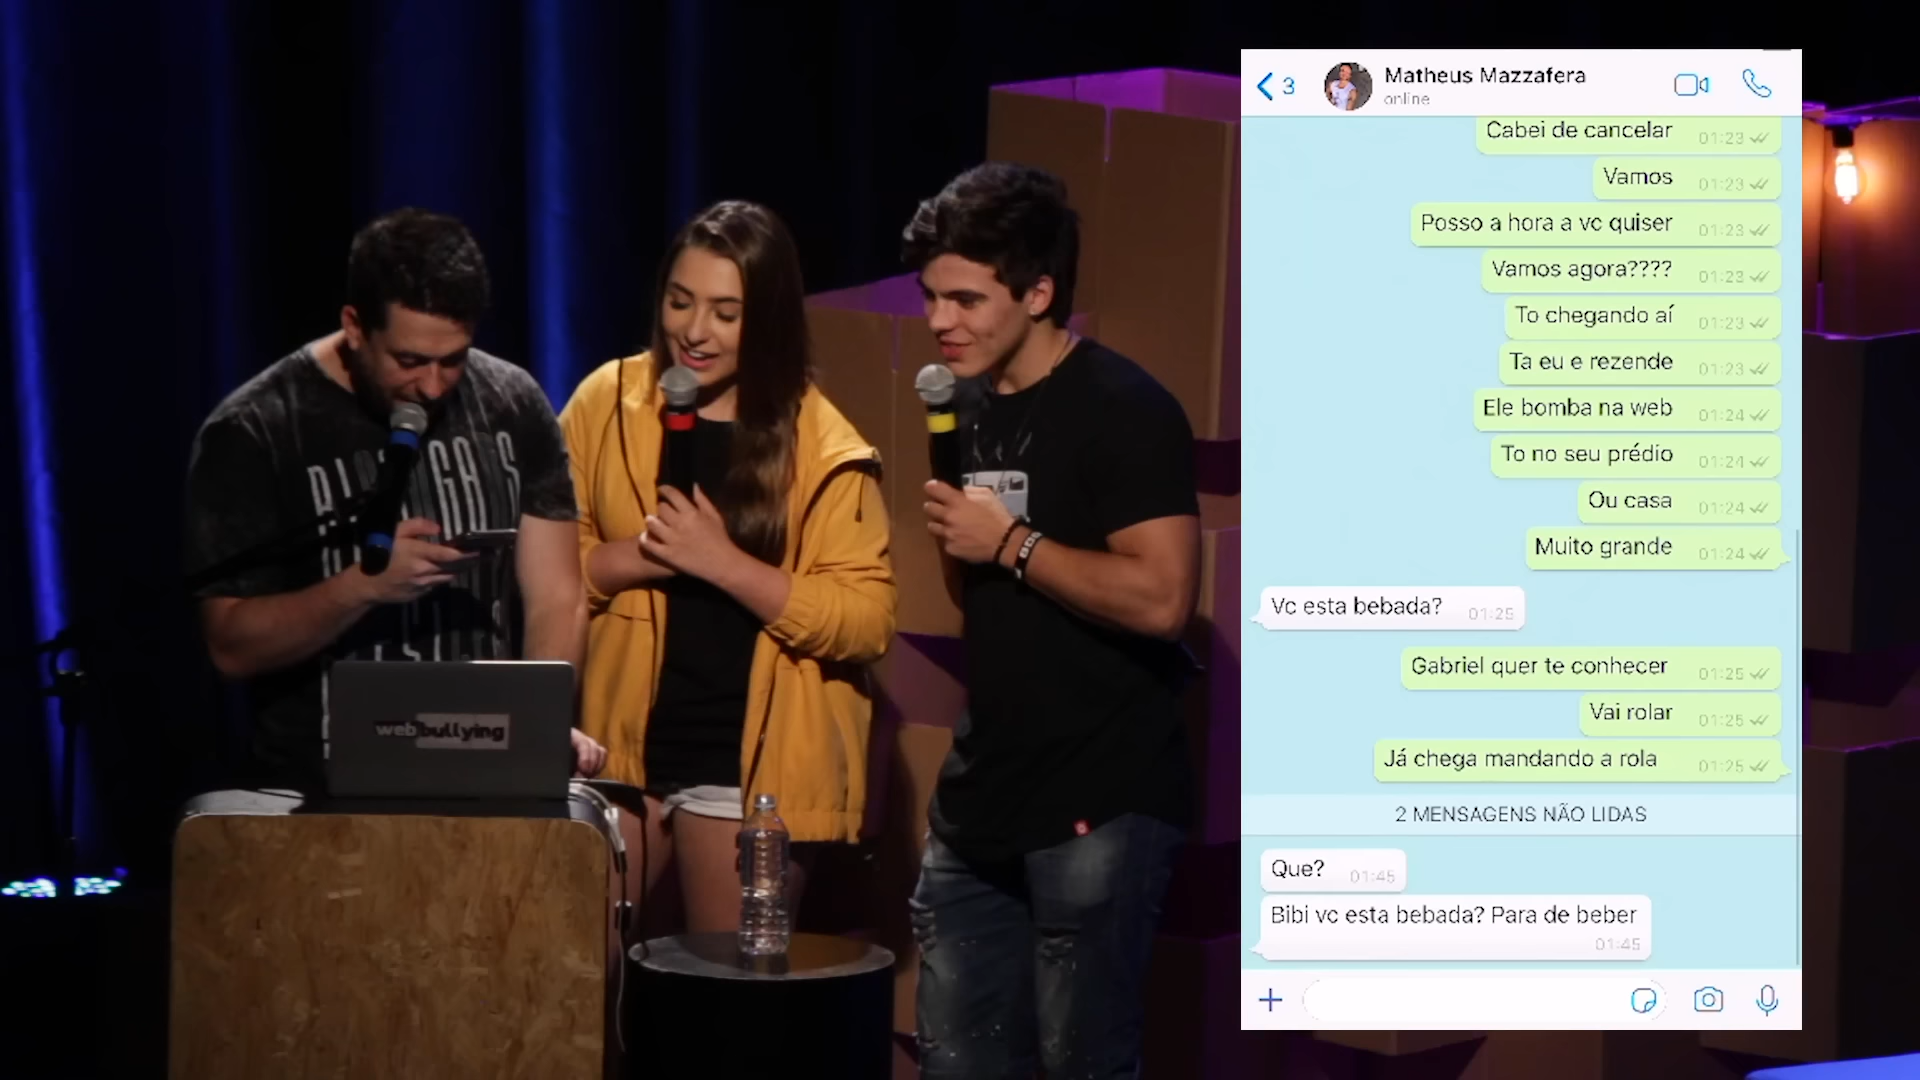 webbullying
3
Matheus Mazzafera
online
Cabei de cancelar 01:23
Vamos 01:23
Posso a hora a vc quiser 01:23
Vamos agora???? 01:23
To chegando aí 01:23
Ta eu e rezende 01:23
Ele bomba na web 01:24
To no seu prédio 01:24
Ou casa 01:24
Muito grande 01:24
Vc esta bebada? 01:25
Gabriel quer te conhecer 01:25
Vai rolar 01:25
Já chega mandando a rola 01:25
2 MENSAGENS NÃO LIDAS
Que? 01:45
Bibi vc esta bebada? Para de beber
01:45